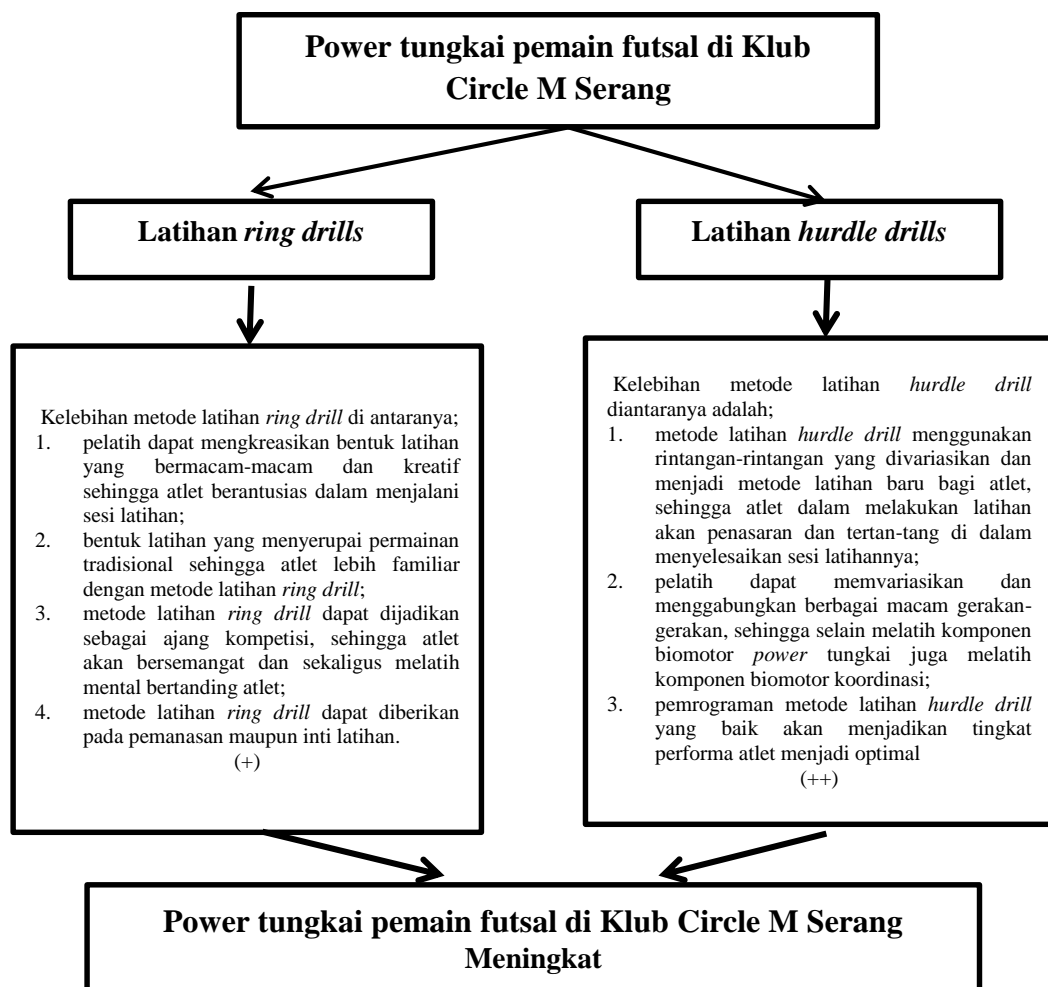 Power tungkai pemain futsal di Klub
Circle M Serang
Latihan ring drills
Latihan hurdle drills
Kelebihan metode latihan ring drill di antaranya;
1. pelatih dapat mengkreasikan bentuk latihan
yang bermacam-macam dan kreatif
sehingga atlet berantusias dalam menjalani
sesi latihan;
2. bentuk latihan yang menyerupai permainan
tradisional sehingga atlet lebih familiar
dengan metode latihan ring drill;
3. metode latihan ring drill dapat dijadikan
sebagai ajang kompetisi, sehingga atlet
akan bersemangat dan sekaligus melatih
mental bertanding atlet;
4. metode latihan ring drill dapat diberikan
pada pemanasan maupun inti latihan.
(+)
Kelebihan metode latihan hurdle drill
diantaranya adalah;
1. metode latihan hurdle drill menggunakan
rintangan-rintangan yang divariasikan dan
menjadi metode latihan baru bagi atlet,
sehingga atlet dalam melakukan latihan
akan penasaran dan tertan-tang di dalam
menyelesaikan sesi latihannya;
2. pelatih dapat memvariasikan dan
menggabungkan berbagai macam gerakan-
gerakan, sehingga selain melatih komponen
biomotor power tungkai juga melatih
komponen biomotor koordinasi;
3. pemrograman metode latihan hurdle drill
yang baik akan menjadikan tingkat
performa atlet menjadi optimal
(++)
Power tungkai pemain futsal di Klub Circle M Serang
Meningkat